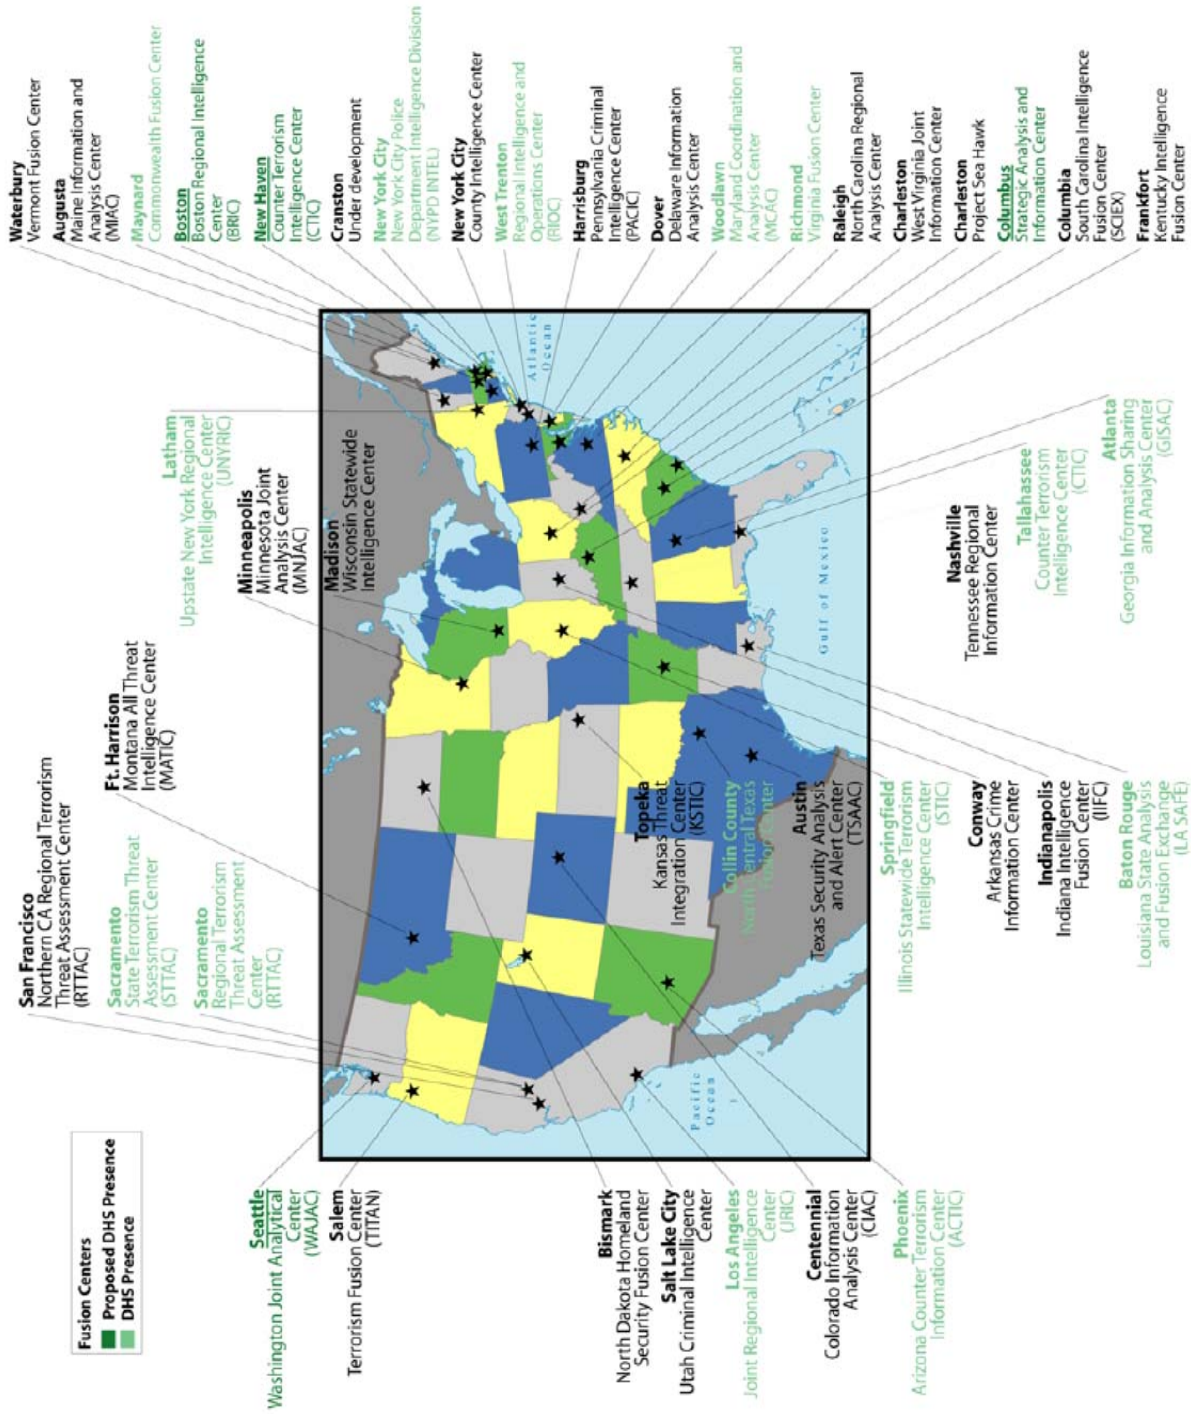 Fusion Centers
Proposed DHS Presence
DHS Presence
San Francisco
Northern CA Regional Terrorism
Threat Assessment Center
(RTTAC)
Sacramento
State Terrorism Threat
Assessment Center
(STTAC)
Sacramento
Regional Terrorism
Threat Assessment
Center
(RTTAC)
Ft. Harrison
Montana All Threat
Intelligence Center
(MATIC)
Latham
Upstate New York Regional
Intelligence Center
(UNYRIC)
Minneapolis
Minnesota Joint
Analysis Center
(MNJAC)
Madison
Wisconsin Statewide
Intelligence Center
Waterbury
Vermont Fusion Center
Augusta
Maine Information and
Analysis Center
(MIAC)
Maynard
Commonwealth Fusion Center
Boston
Boston Regional Intelligence
Center
(BRIC)
New Haven
Counter Terrorism
Intelligence Center
(CTIC)
Cranston
Under development
New York City
New York City Police
Department Intelligence Division
(NYPD INTEL)
New York City
County Intelligence Center
West Trenton
Regional Intelligence and
Operations Center
(RIOC)
Harrisburg
Pennsylvania Criminal
Intelligence Center
(PACIC)
Dover
Delaware Information
Analysis Center
Woodlawn
Maryland Coordination and
Analysis Center
(MCAC)
Richmond
Virginia Fusion Center
Raleigh
North Carolina Regional
Analysis Center
Charleston
West Virginia Joint
Information Center
Charleston
Project Sea Hawk
Columbus
Strategic Analysis and
Information Center
Columbia
South Carolina Intelligence
Fusion Center
(SCIEX)
Frankfort
Kentucky Intelligence
Fusion Center
Seattle
Washington Joint Analytical
Center
(WAJAC)
Salem
Terrorism Fusion Center
(TITAN)
Bismark
North Dakota Homeland
Security Fusion Center
Salt Lake City
Utah Criminal Intelligence
Center
Los Angeles
Joint Regional Intelligence
Center
(JRIC)
Centennial
Colorado Information
Analysis Center
(CIAC)
Phoenix
Arizona Counter Terrorism
Information Center
(ACTIC)
Pacific
Ocean
Atlantic
Ocean
Gulf of Mexico
Topeka
Kansas Threat
Integration Center
(KSTIC)
Collin County
North Central Texas
Fusion Center
Austin
Texas Security Analysis
and Alert Center
(TSAAC)
Springfield
Illinois Statewide Terrorism
Intelligence Center
(STIC)
Conway
Arkansas Crime
Information Center
Indianapolis
Indiana Intelligence
Fusion Center
(IIFC)
Baton Rouge
Louisiana State Analysis
and Fusion Exchange
(LA SAFE)
Nashville
Tennessee Regional
Information Center
Tallahassee
Counter Terrorism
Intelligence Center
(CTIC)
Atlanta
Georgia Information Sharing
and Analysis Center
(GISAC)